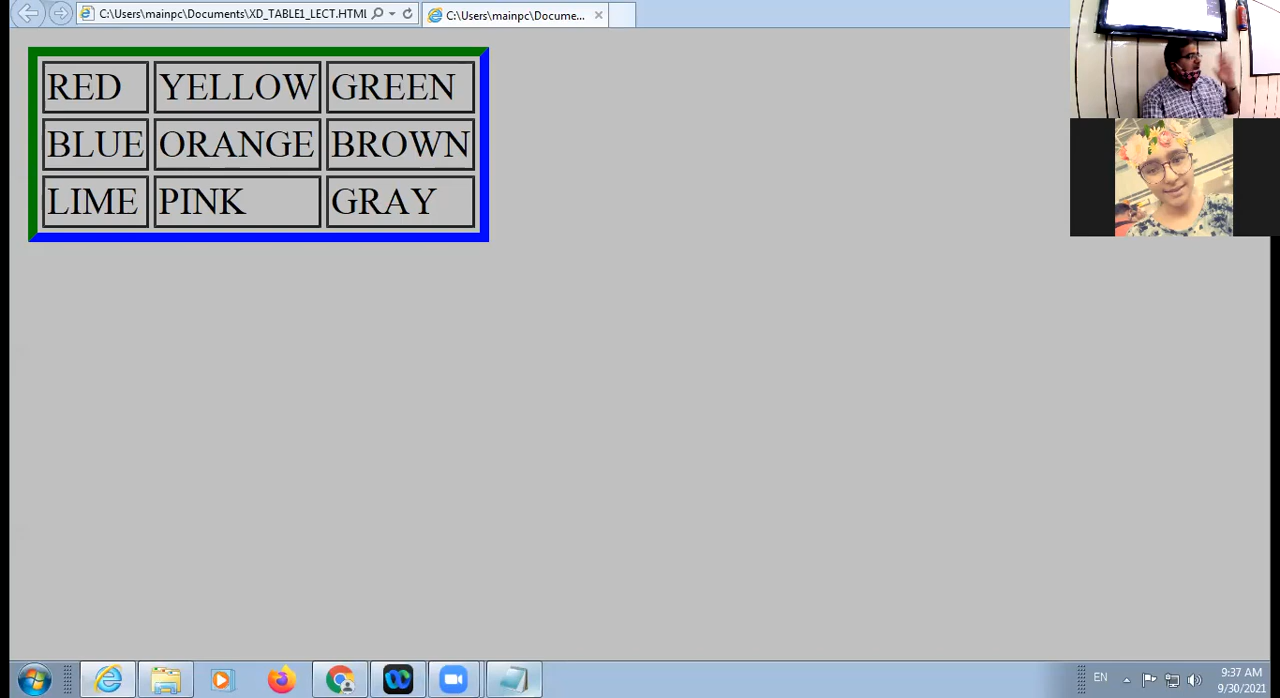 C:\Users\mainpc\Documents\XD_TABLE1_LECT.HTML
C:\Users\mainpc\Docume...
RED YELLOW GREEN
BLUE ORANGE BROWN
LIME PINK GRAY
EN
9:37 AM
9/30/2021